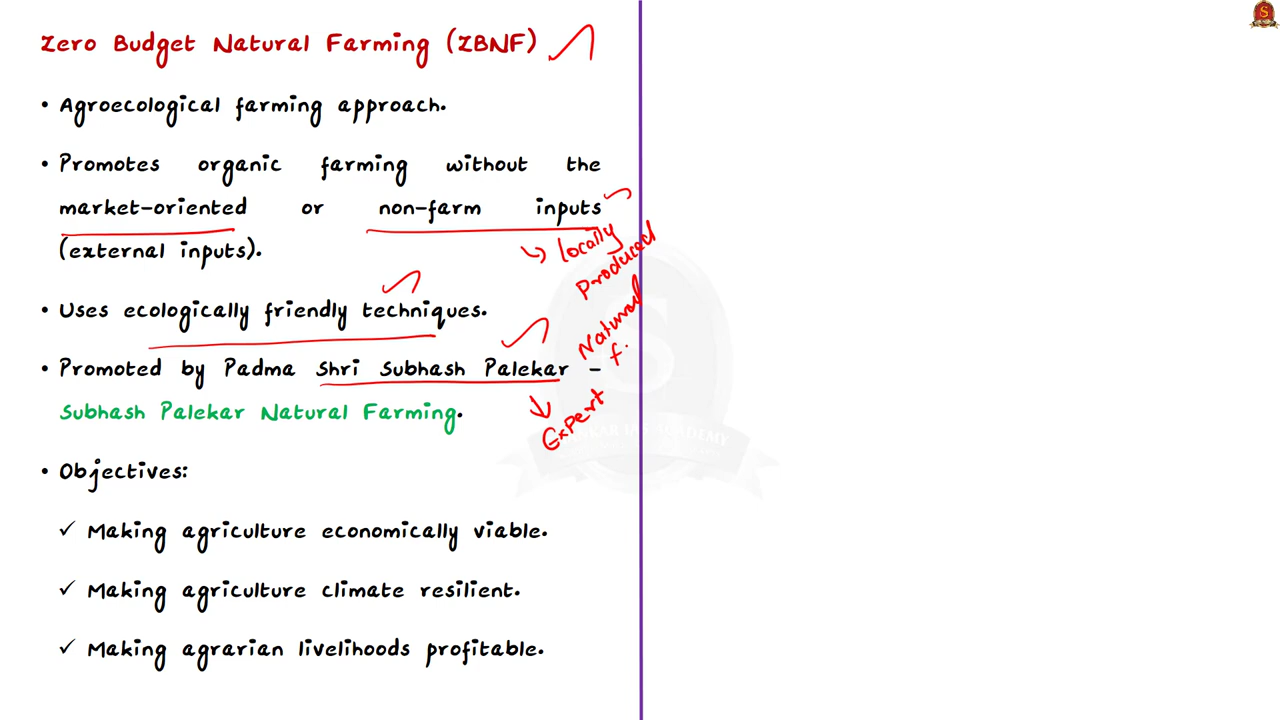 Zero Budget Natural Farming (ZBNF)
• Agroecological farming approach.
• Promotes organic farming without the
market-oriented or non-farm inputs
(external inputs).
↳ locally
produced
• Uses ecologically friendly techniques.
• Promoted by Padma Shri Subhash Palekar –
Subhash Palekar Natural Farming.
Natural
f.
Expert
• Objectives:
✓ Making agriculture economically viable.
✓ Making agriculture climate resilient.
✓ Making agrarian livelihoods profitable.